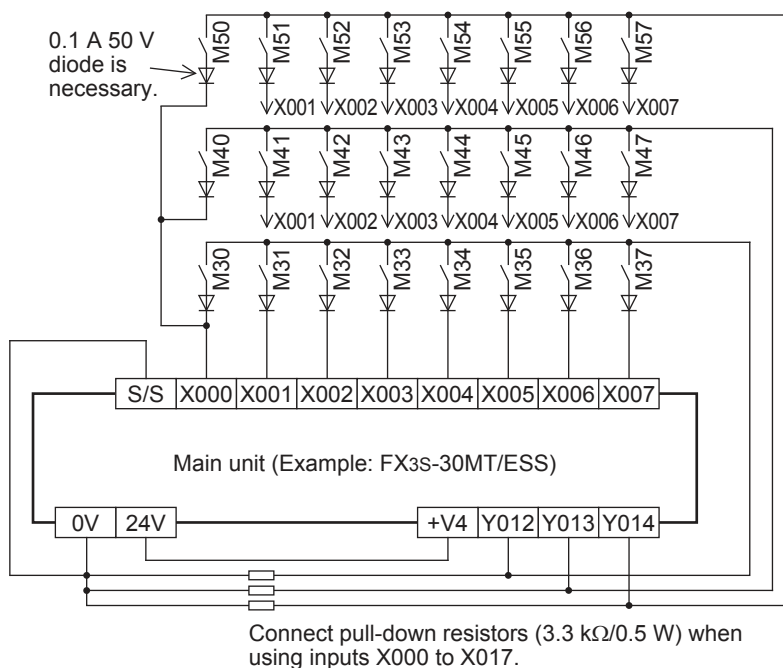 0.1 A 50 V
diode is
necessary.
M50 M51 M52 M53 M54 M55 M56 M57
X001 X002 X003 X004 X005 X006 X007
M40 M41 M42 M43 M44 M45 M46 M47
X001 X002 X003 X004 X005 X006 X007
M30 M31 M32 M33 M34 M35 M36 M37
S/S X000 X001 X002 X003 X004 X005 X006 X007
Main unit (Example: FX3S-30MT/ESS)
0V 24V +V4 Y012 Y013 Y014
Connect pull-down resistors (3.3 kΩ/0.5 W) when
using inputs X000 to X017.